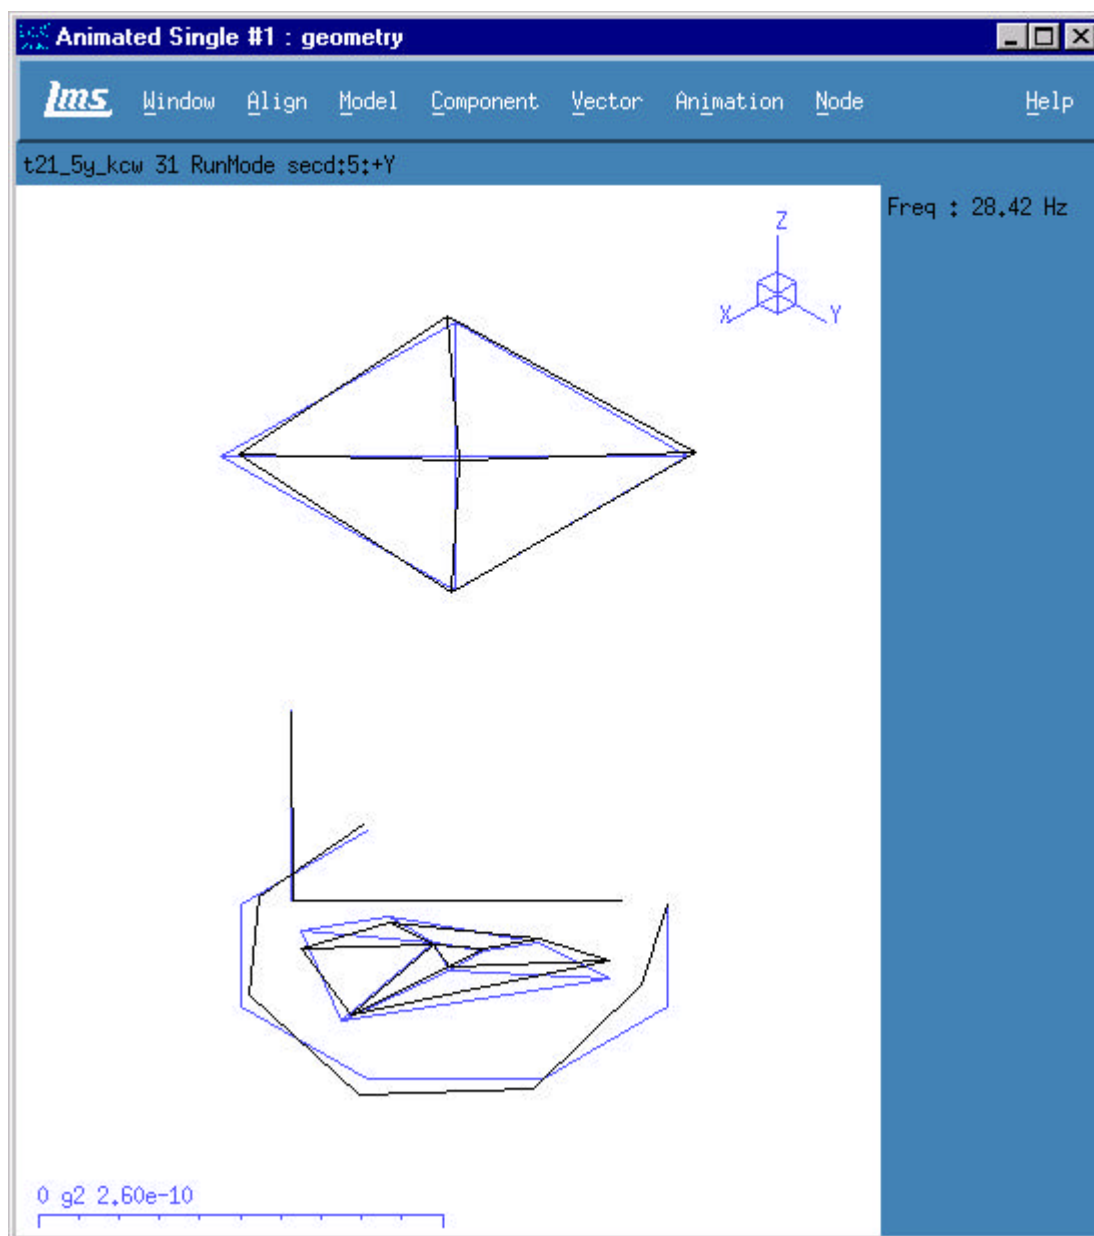 Animated Single #1 : geometry
lms Window Align Model Component Vector Animation Node Help
t21_5y_kcw 31 RunMode secd:5:+Y
Freq : 28.42 Hz
Z
X Y
0 g2 2.60e-10